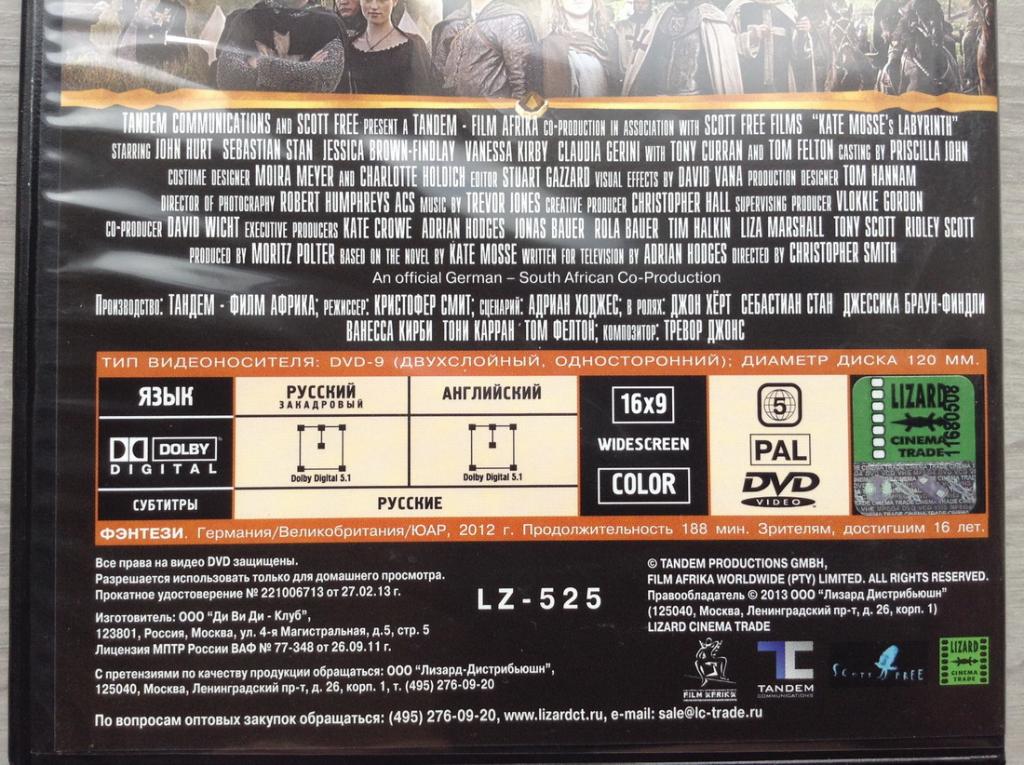 TANDEM COMMUNICATIONS AND SCOTT FREE PRESENT A TANDEM - FILM AFRIKA CO-PRODUCTION IN ASSOCIATION WITH SCOTT FREE FILMS "KATE MOSSE's LABYRINTH"
STARRING JOHN HURT SEBASTIAN STAN JESSICA BROWN-FINDLAY VANESSA KIRBY CLAUDIA GERINI WITH TONY CURRAN AND TOM FELTON CASTING BY PRISCILLA JOHN
COSTUME DESIGNER MOIRA MEYER AND CHARLOTTE HOLDICH EDITOR STUART GAZZARD VISUAL EFFECTS BY DAVID VANA PRODUCTION DESIGNER TOM HANNAM
DIRECTOR OF PHOTOGRAPHY ROBERT HUMPHREYS ACS MUSIC BY TREVOR JONES CREATIVE PRODUCER CHRISTOPHER HALL SUPERVISING PRODUCER VLOKKIE GORDON
CO-PRODUCER DAVID WICHT EXECUTIVE PRODUCERS KATE CROWE ADRIAN HODGES JONAS BAUER ROLA BAUER TIM HALKIN LIZA MARSHALL TONY SCOTT RIDLEY SCOTT
PRODUCED BY MORITZ POLTER BASED ON THE NOVEL BY KATE MOSSE WRITTEN FOR TELEVISION BY ADRIAN HODGES DIRECTED BY CHRISTOPHER SMITH
An official German – South African Co-Production
Производство: ТАНДЕМ - ФИЛМ АФРИКА; РЕЖИССЕР: КРИСТОФЕР СМИТ; СЦЕНАРИЙ: АДРИАН ХОДЖЕС; В РОЛЯХ: ДЖОН ХЁРТ СЕБАСТИАН СТАН ДЖЕССИКА БРАУН-ФИНДЛИ
ВАНЕССА КИРБИ ТОНИ КАРРАН ТОМ ФЕЛТОН; КОМПОЗИТОР: ТРЕВОР ДЖОНС
ТИП ВИДЕОНОСИТЕЛЯ: DVD-9 (ДВУХСЛОЙНЫЙ, ОДНОСТОРОННИЙ); ДИАМЕТР ДИСКА 120 ММ.
ЯЗЫК
РУССКИЙ
ЗАКАДРОВЫЙ
АНГЛИЙСКИЙ
DOLBY
DIGITAL
Dolby Digital 5.1
Dolby Digital 5.1
СУБТИТРЫ
РУССКИЕ
16x9
WIDESCREEN
COLOR
5
PAL
DVD
VIDEO
LIZARD
CINEMA
TRADE
11680508
ФЭНТЕЗИ. Германия/Великобритания/ЮАР, 2012 г. Продолжительность 188 мин. Зрителям, достигшим 16 лет.
Все права на видео DVD защищены.
Разрешается использовать только для домашнего просмотра.
Прокатное удостоверение № 221006713 от 27.02.13 г.
Изготовитель: ООО "Ди Ви Ди - Клуб",
123801, Россия, Москва, ул. 4-я Магистральная, д.5, стр. 5
Лицензия МПТР России ВАФ № 77-348 от 26.09.11 г.
С претензиями по качеству продукции обращаться: ООО "Лизард-Дистрибьюшн",
125040, Москва, Ленинградский пр-т, д. 26, корп. 1, т. (495) 276-09-20
По вопросам оптовых закупок обращаться: (495) 276-09-20, www.lizardct.ru, e-mail: sale@lc-trade.ru
LZ-525
© TANDEM PRODUCTIONS GMBH,
FILM AFRIKA WORLDWIDE (PTY) LIMITED. ALL RIGHTS RESERVED.
Правообладатель © 2013 ООО "Лизард Дистрибьюшн"
(125040, Москва, Ленинградский пр-т, д. 26, корп. 1)
LIZARD CINEMA TRADE
FILM AFRIKA
TANDEM
COMMUNICATIONS
SCOTT FREE
LIZARD
CINEMA
TRADE